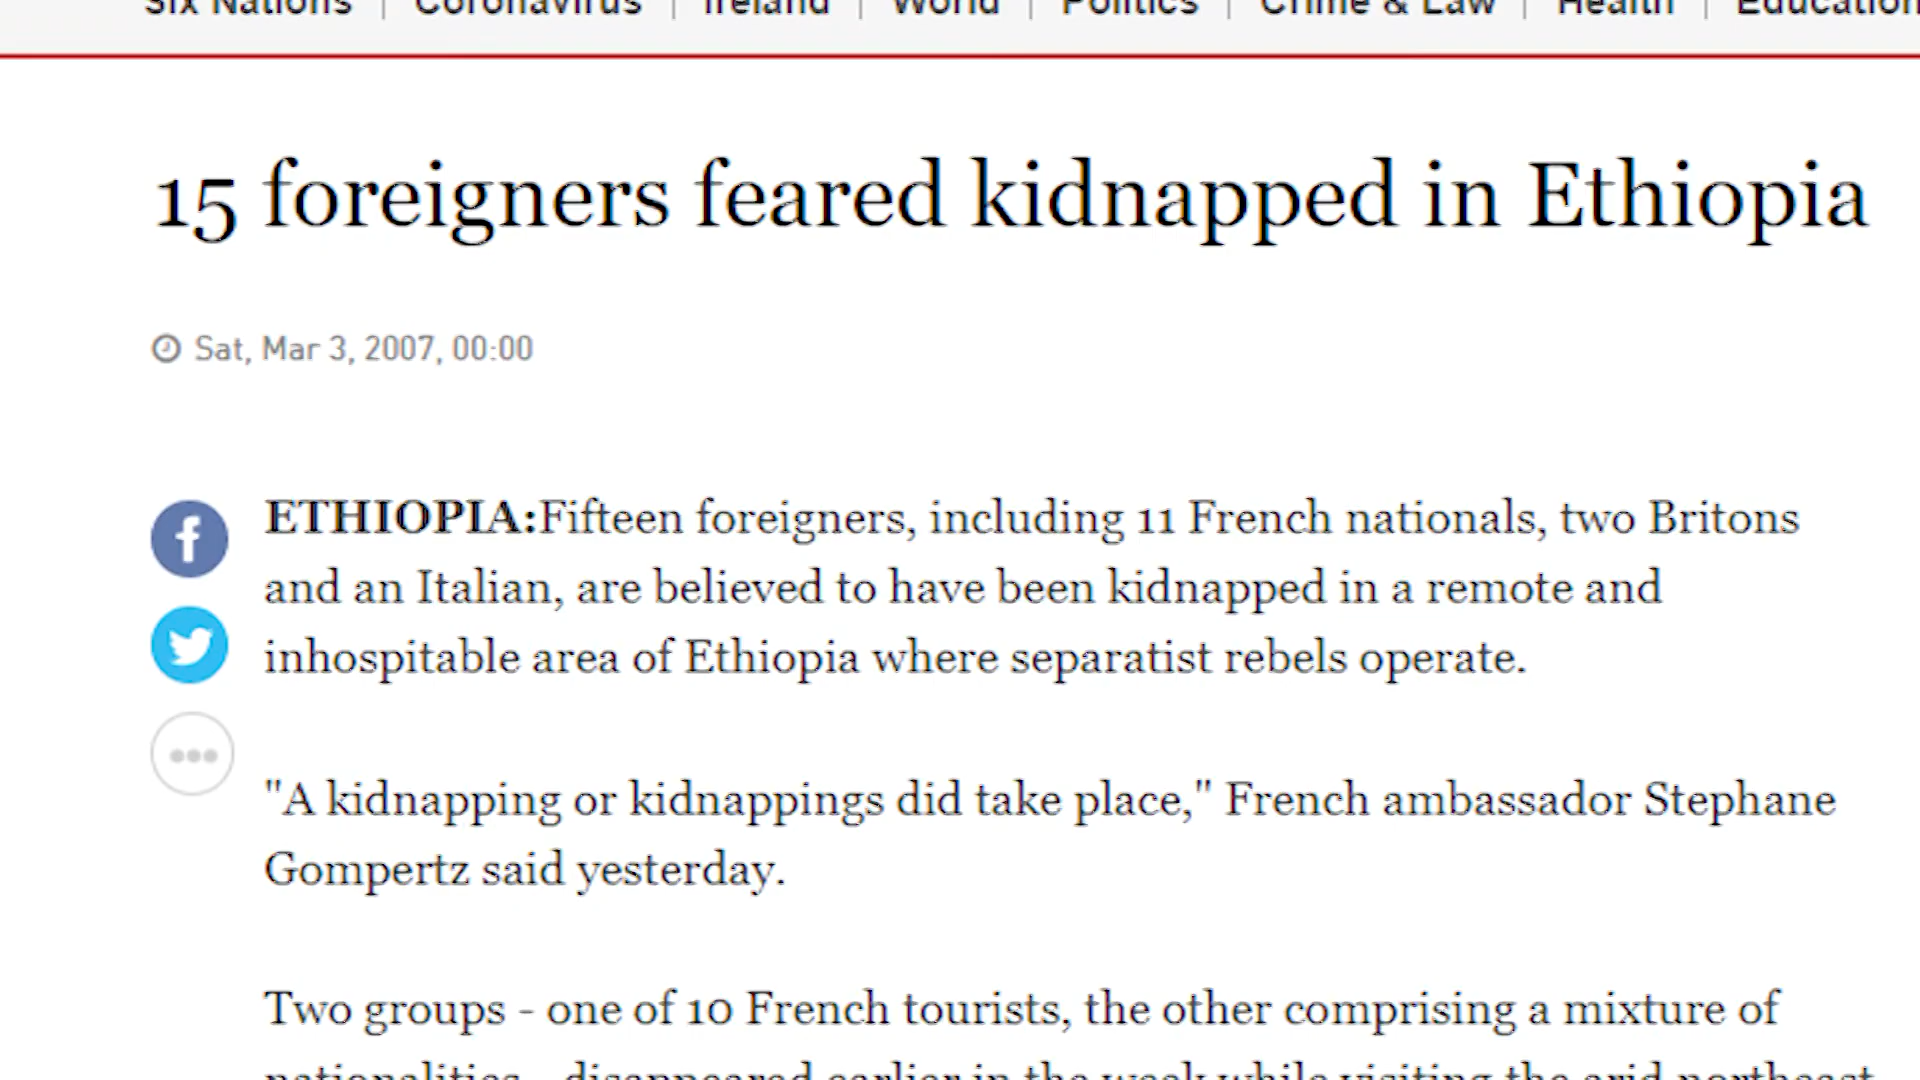 Six Nations | Coronavirus | Ireland | World | Politics | Crime & Law | Health | Education
15 foreigners feared kidnapped in Ethiopia
Sat, Mar 3, 2007, 00:00
ETHIOPIA:Fifteen foreigners, including 11 French nationals, two Britons
and an Italian, are believed to have been kidnapped in a remote and
inhospitable area of Ethiopia where separatist rebels operate.
"A kidnapping or kidnappings did take place," French ambassador Stephane
Gompertz said yesterday.
Two groups - one of 10 French tourists, the other comprising a mixture of
nationalities - disappeared earlier in the week while visiting the arid northeast